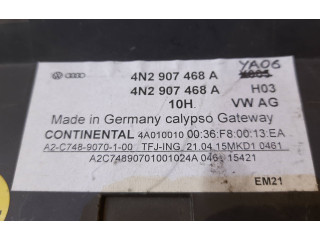 Audi
4N2 907 468 A
YA06
4N2 907 468 A H03
10H. VW AG
Made in Germany calypso Gateway
CONTINENTAL 4A010010 00:36:F8:00:13:EA
A2-C748-9070-1-00 TFJ-ING. 21.04.15MKD1 0461
A2C74890701001024A 0461 15421
EM21